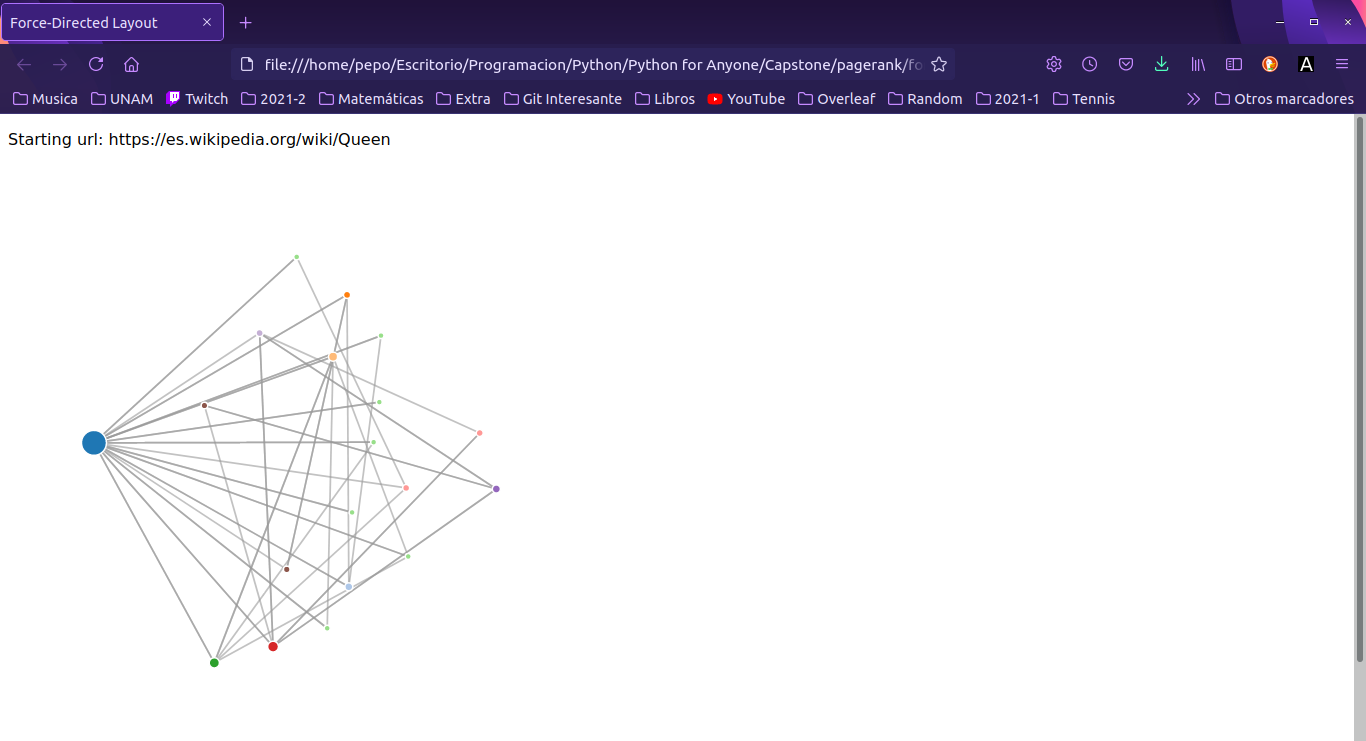 Force-Directed Layout
file:///home/pepo/Escritorio/Programacion/Python/Python for Anyone/Capstone/pagerank/fo
A
Musica UNAM Twitch 2021-2 Matemáticas Extra Git Interesante Libros YouTube Overleaf Random 2021-1 Tennis Otros marcadores
Starting url: https://es.wikipedia.org/wiki/Queen